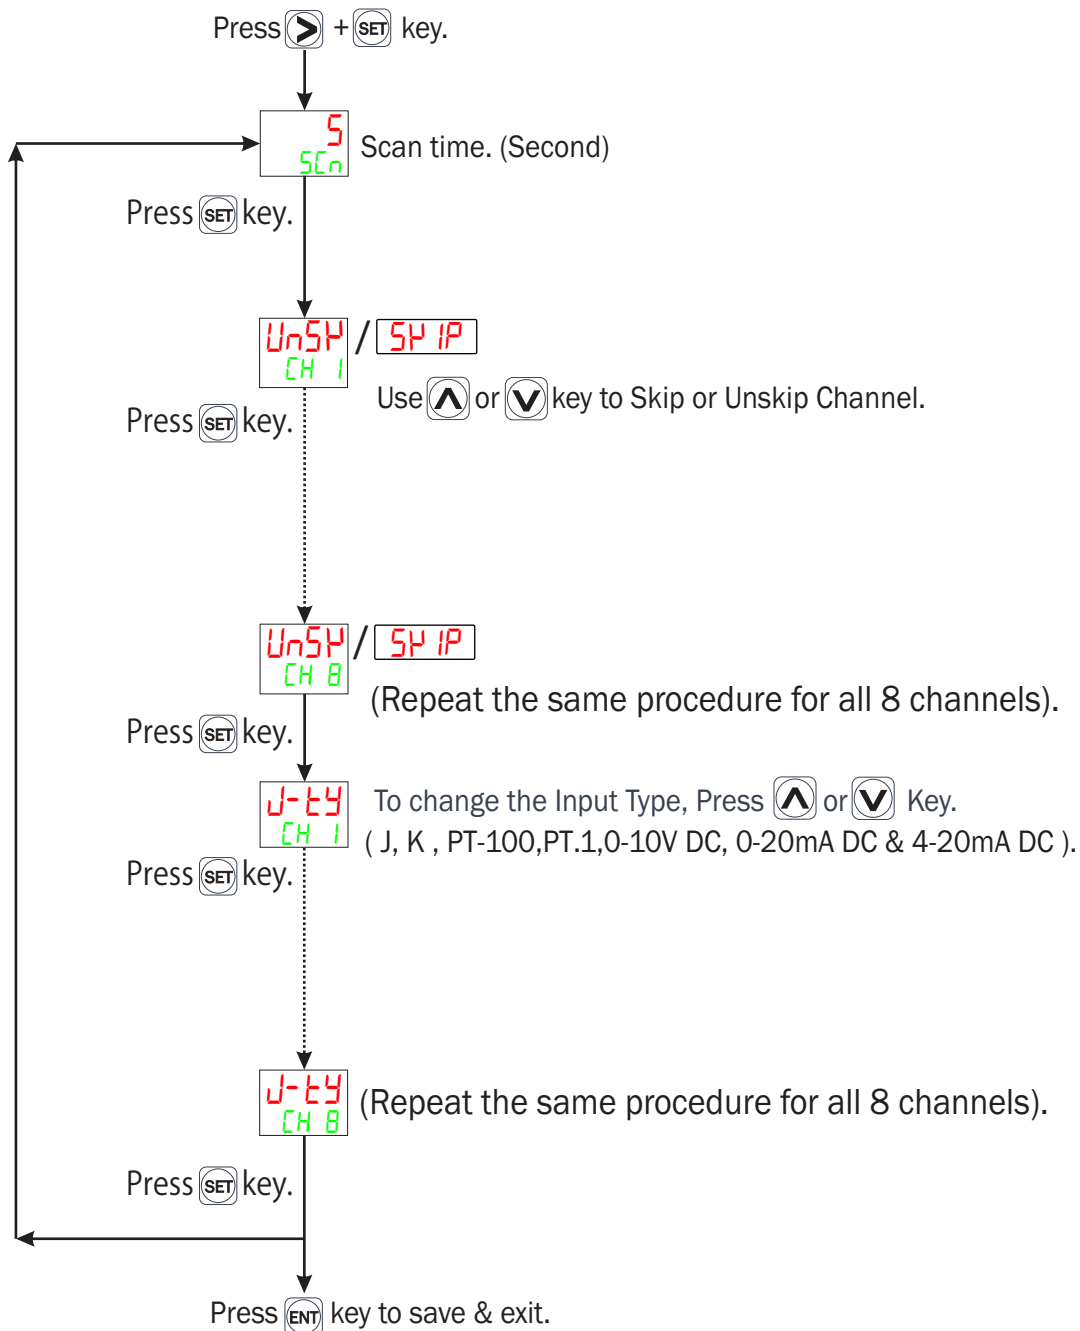 Press > + SET key.
5
SCn Scan time. (Second)
Press SET key.
UnSK / SKIP
CH 1
Use ∧ or ∨ key to Skip or Unskip Channel.
Press SET key.
UnSK / SKIP
CH 8
(Repeat the same procedure for all 8 channels).
Press SET key.
J-tY
To change the Input Type, Press ∧ or ∨ Key.
CH 1
( J, K , PT-100,PT.1,0-10V DC, 0-20mA DC & 4-20mA DC ).
Press SET key.
J-tY
CH 8
(Repeat the same procedure for all 8 channels).
Press SET key.
Press ENT key to save & exit.